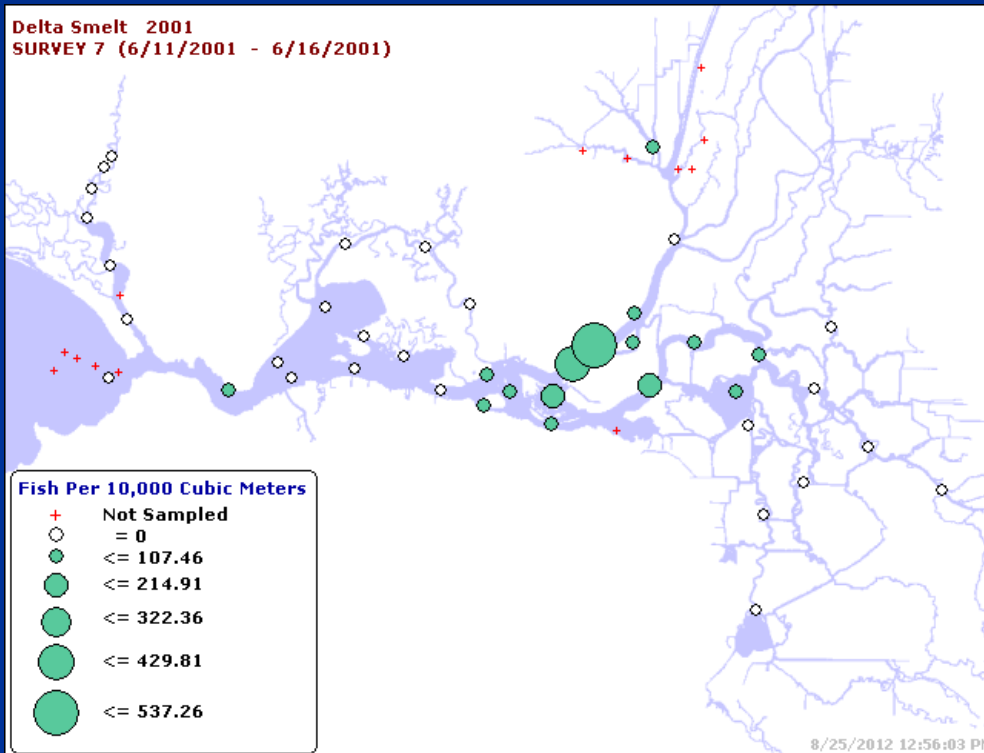 Delta Smelt 2001
SURVEY 7 (6/11/2001 - 6/16/2001)
Fish Per 10,000 Cubic Meters
Not Sampled
= 0
<= 107.46
<= 214.91
<= 322.36
<= 429.81
<= 537.26
8/25/2012 12:56:03 PM